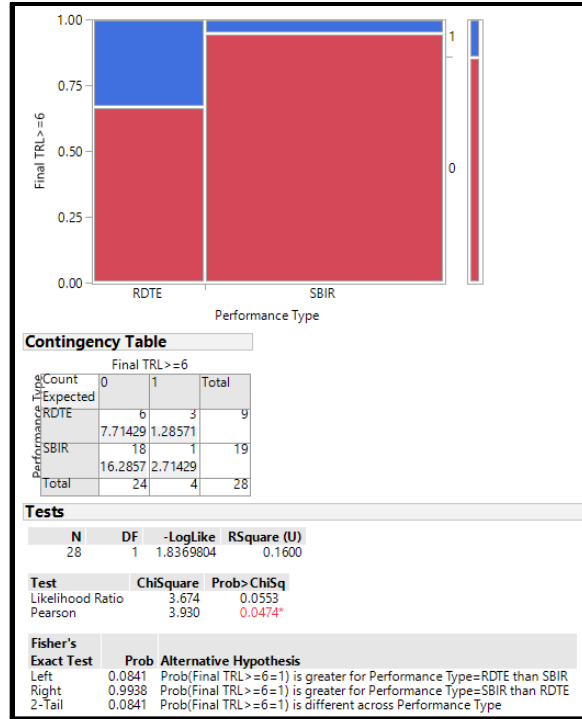 1.00
0.75
0.50
0.25
0.00
Final TRL>=6
1
0
RDTE SBIR
Performance Type
Contingency Table
Final TRL>=6
Performance Type
Count 0 1 Total
Expected
RDTE 6 3 9
7.71429 1.28571
SBIR 18 1 19
16.2857 2.71429
Total 24 4 28
Tests
N DF -LogLike RSquare (U)
28 1 1.8369804 0.1600
Test ChiSquare Prob>ChiSq
Likelihood Ratio 3.674 0.0553
Pearson 3.930 0.0474*
Fisher's
Exact Test Prob Alternative Hypothesis
Left 0.0841 Prob(Final TRL>=6=1) is greater for Performance Type=RDTE than SBIR
Right 0.9938 Prob(Final TRL>=6=1) is greater for Performance Type=SBIR than RDTE
2-Tail 0.0841 Prob(Final TRL>=6=1) is different across Performance Type